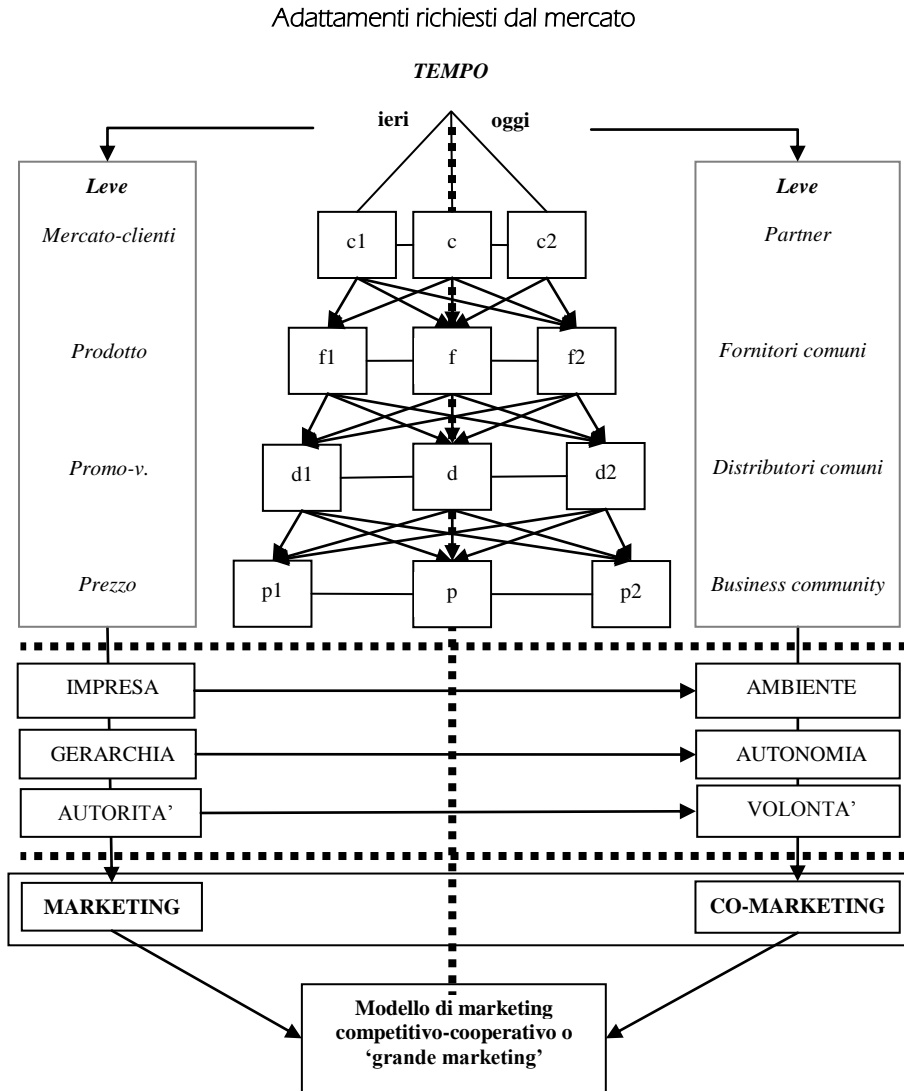 Adattamenti richiesti dal mercato
TEMPO
ieri oggi
Leve
Mercato-clienti
Prodotto
Promo-v.
Prezzo
c1 c c2
f1 f f2
d1 d d2
p1 p p2
Leve
Partner
Fornitori comuni
Distributori comuni
Business community
IMPRESA AMBIENTE
GERARCHIA AUTONOMIA
AUTORITA’ VOLONTA’
MARKETING CO-MARKETING
Modello di marketing
competitivo-cooperativo o
‘grande marketing’